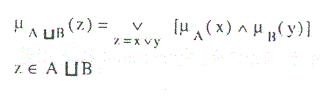 μ_{A ⊔ B}(z) = ∨_{z = x ∨ y} [μ_A(x) ∧ μ_B(y)]
z ∈ A ⊔ B